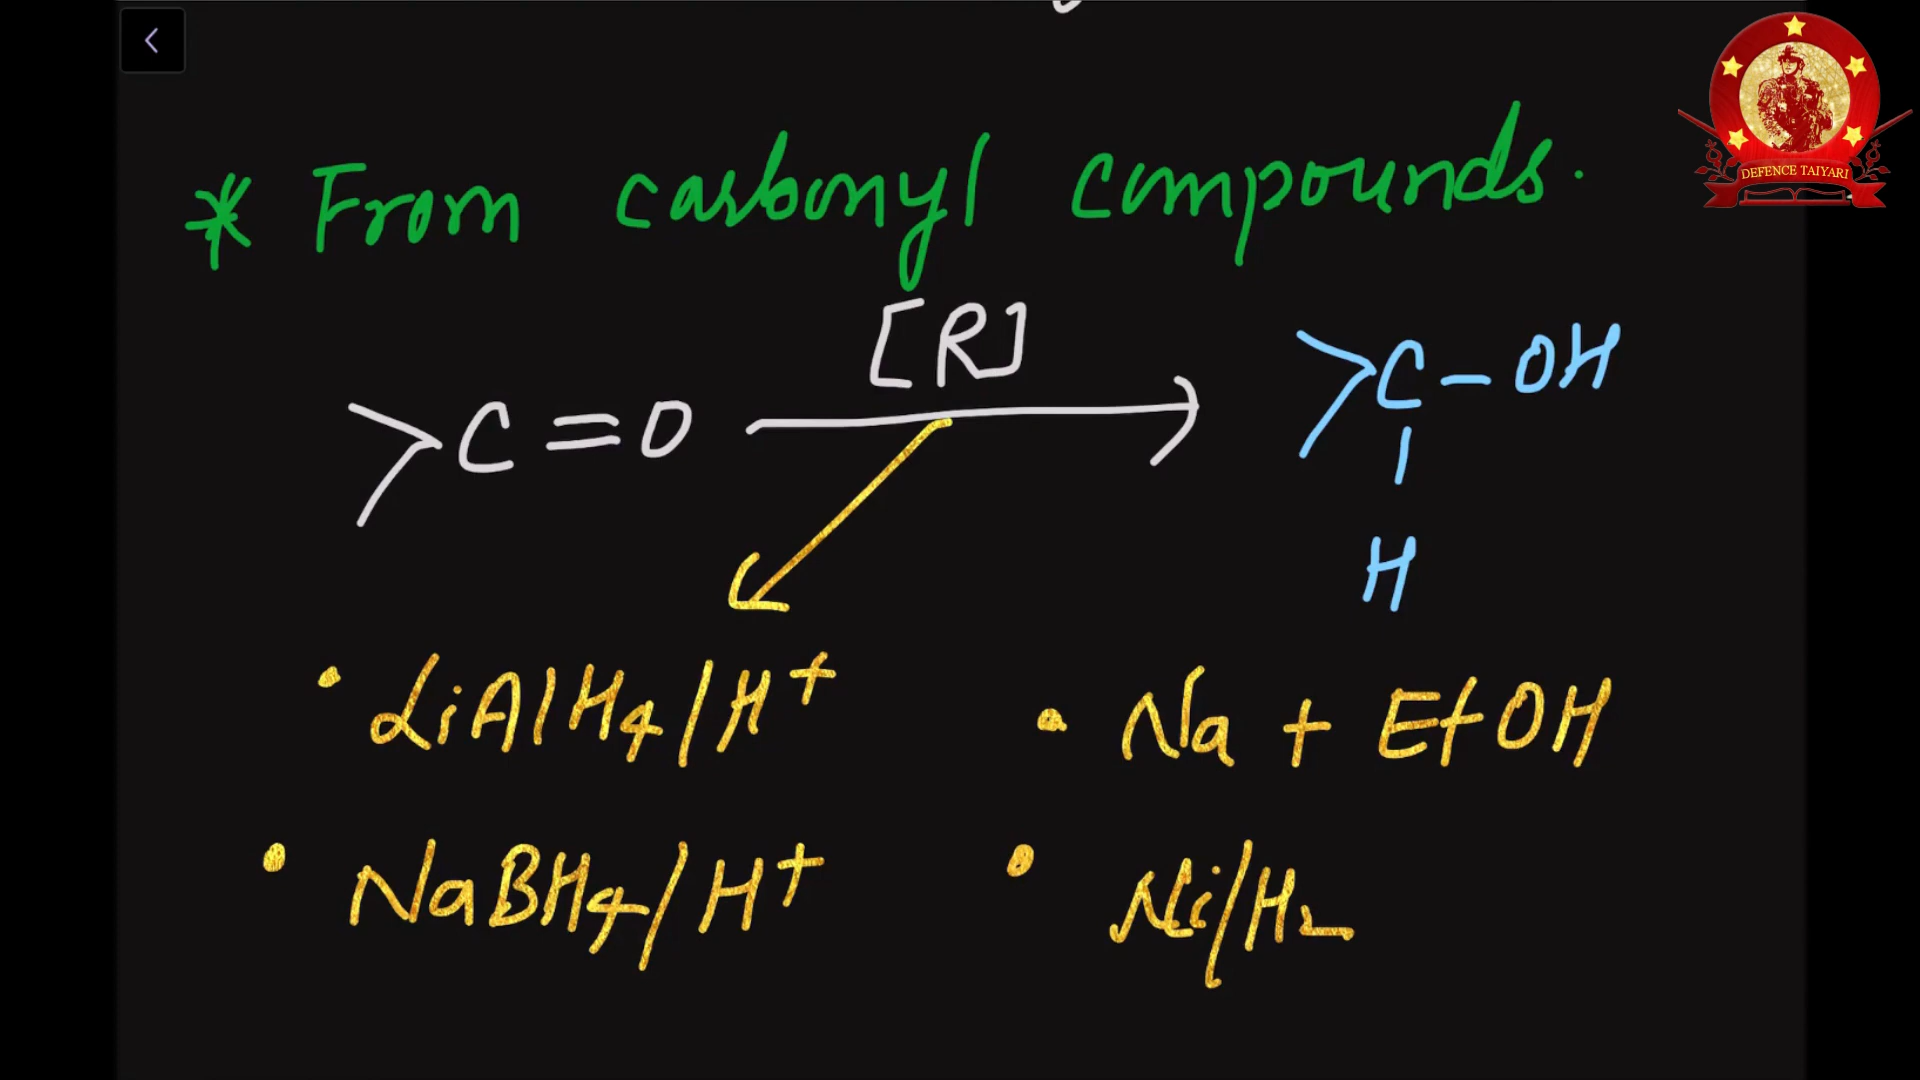 DEFENCE TAIYARI
* From carbonyl compounds.
[R]
>C=O → >C-OH
H
• LiAlH4/H+ • Na + EtOH
• NaBH4/H+ • Ni/H2